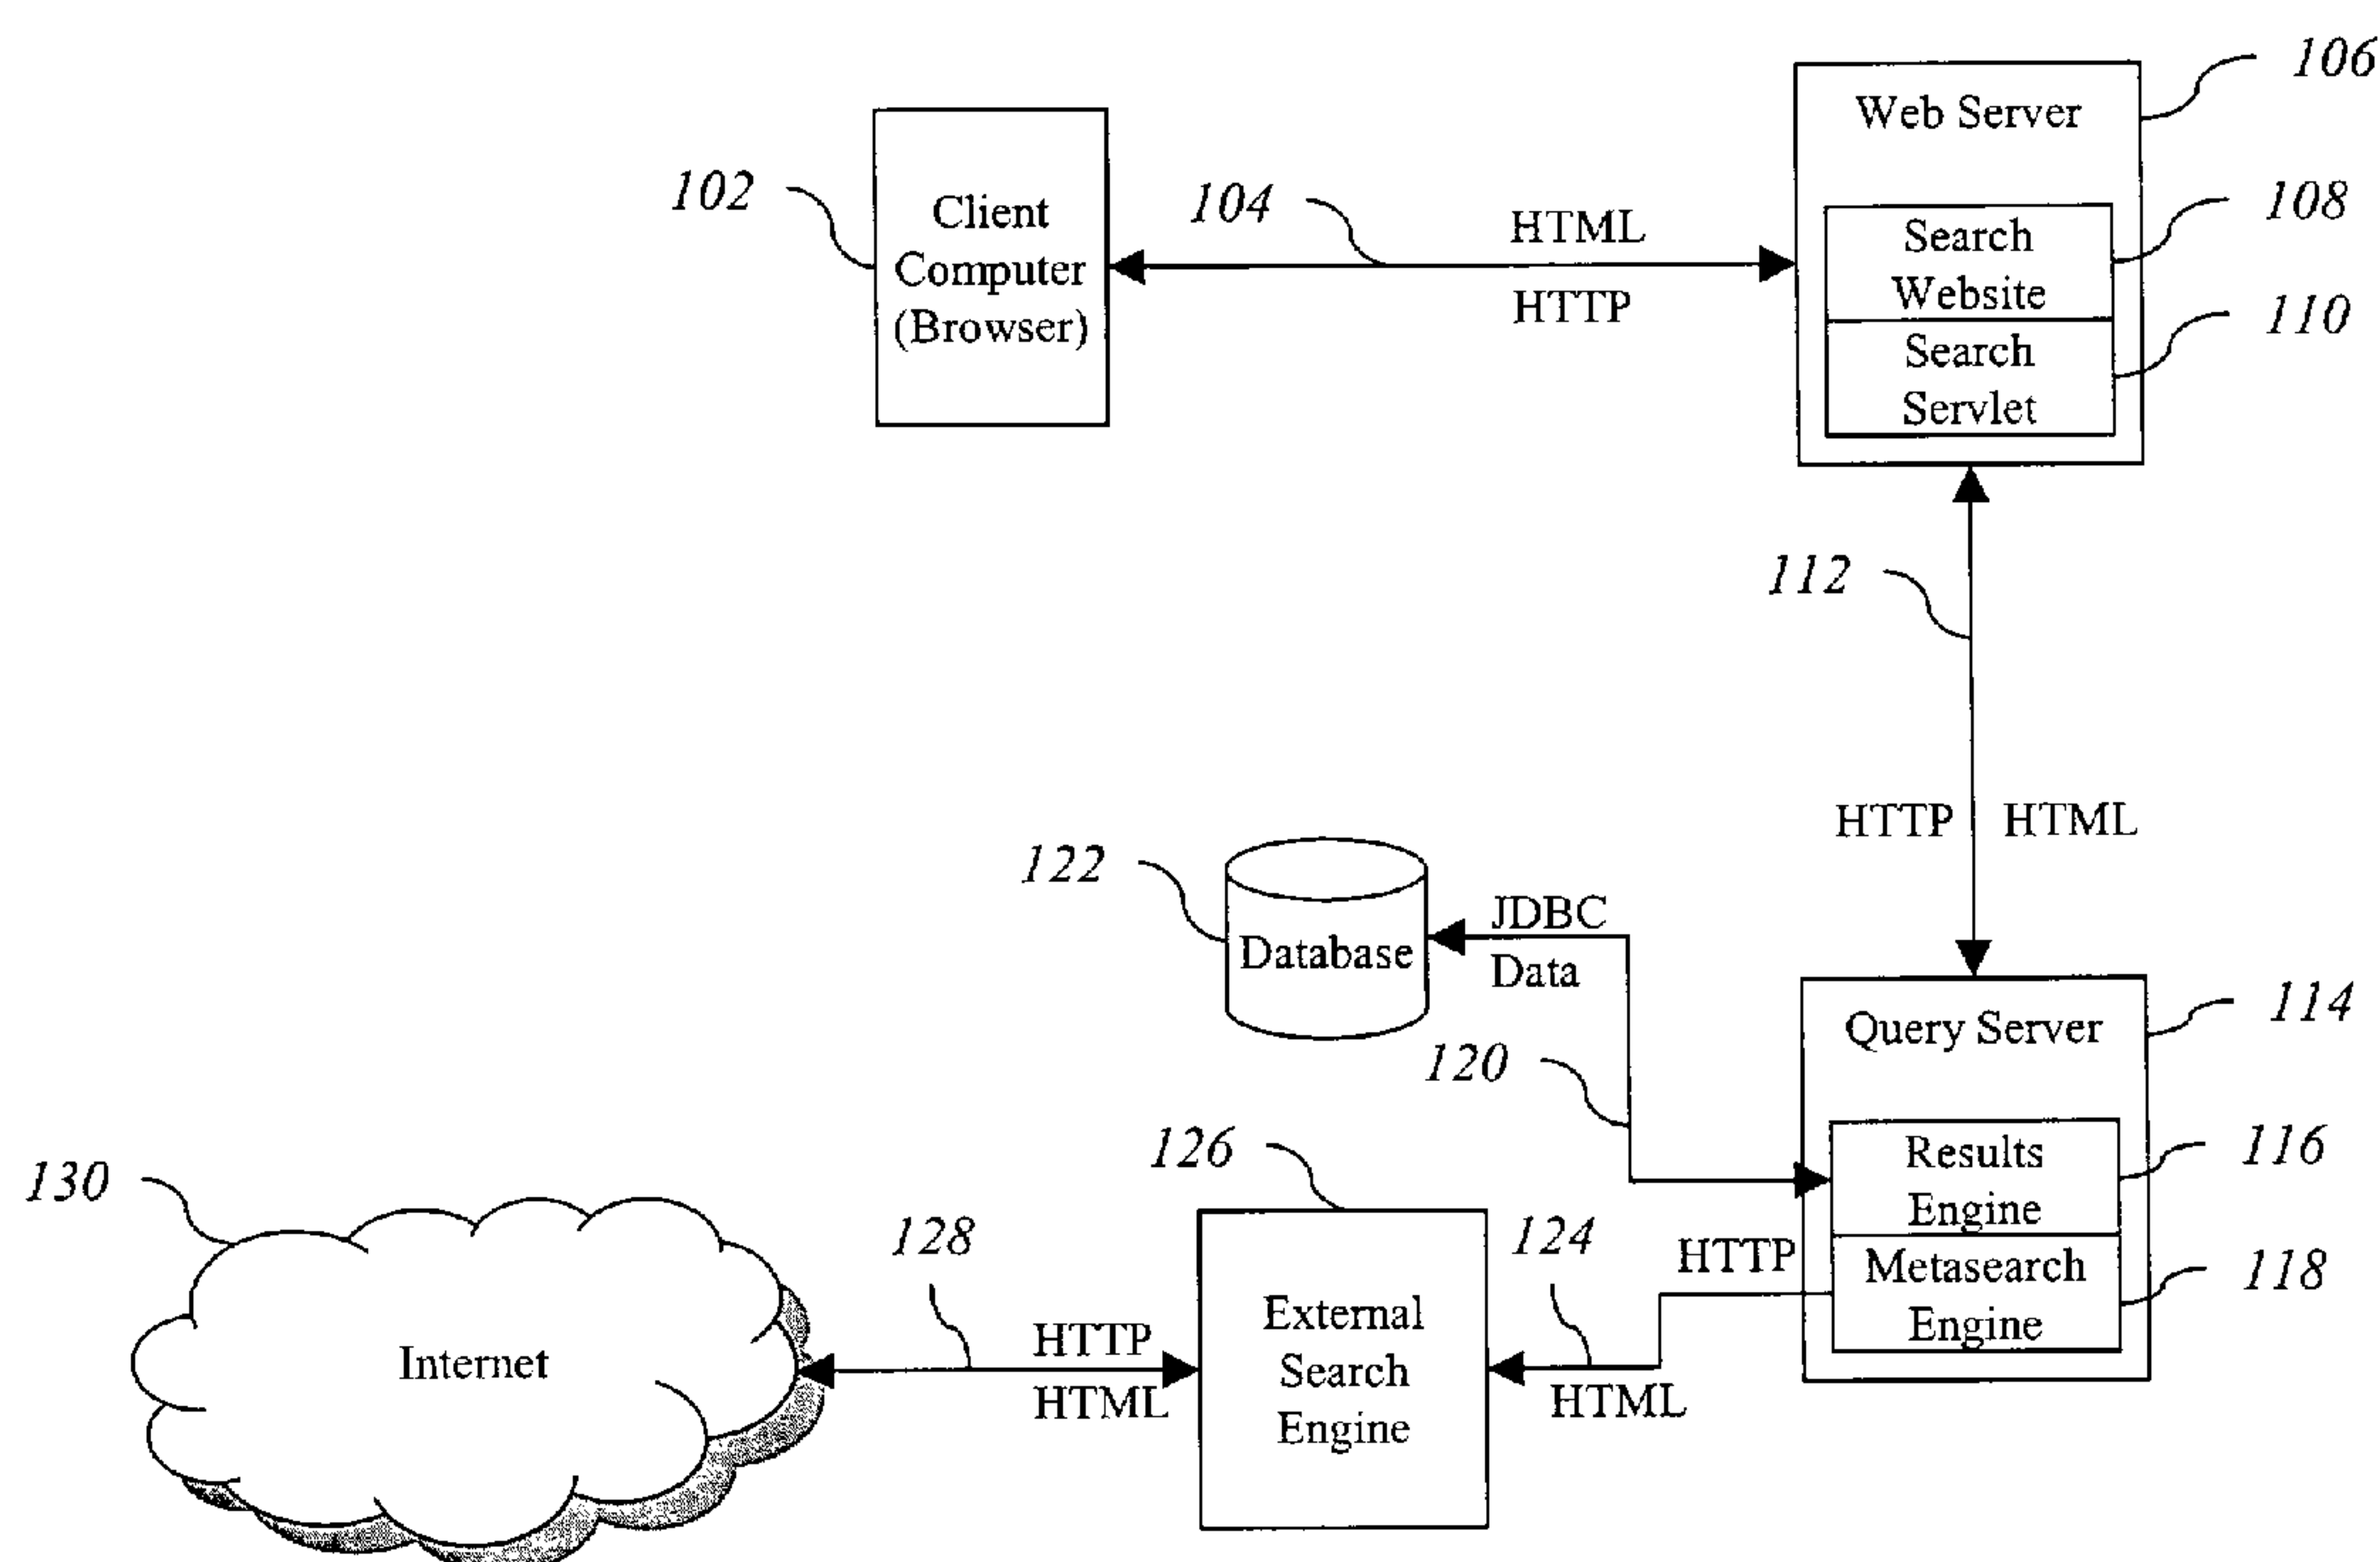 106
Web Server
102
Client
Computer
(Browser)
104
HTML
HTTP
108
Search
Website
110
Search
Servlet
112
HTTP
HTML
122
Database
JDBC
Data
114
Query Server
120
116
Results
Engine
118
Metasearch
Engine
126
External
Search
Engine
124
HTTP
HTML
130
Internet
128
HTTP
HTML